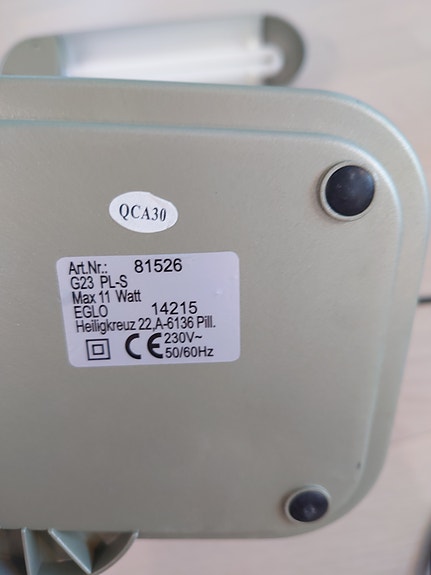 QCA30
Art.Nr.: 81526
G23 PL-S
Max 11 Watt
EGLO 14215
Heiligkreuz 22,A-6136 Pill.
CE 230V~
50/60Hz